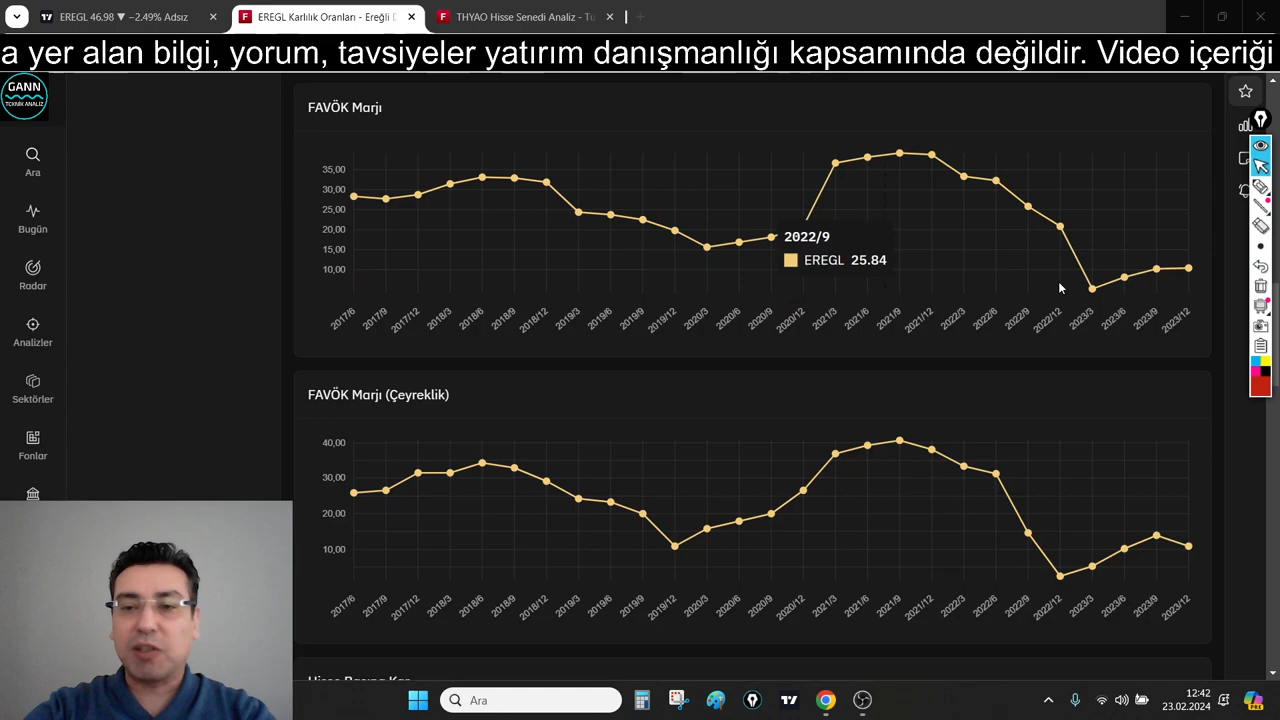 EREGL 46.98 ▼ −2.49% Adsız
EREGL Karlılık Oranları - Ereğli D
THYAO Hisse Senedi Analiz - Tu
a yer alan bilgi, yorum, tavsiyeler yatırım danışmanlığı kapsamında değildir. Video içeriği
GANN
TEKNİK ANALİZ
Ara
Bugün
Radar
Analizler
Sektörler
Fonlar
FAVÖK Marjı
35,00
30,00
25,00
20,00
15,00
10,00
2022/9
EREGL 25.84
2017/6 2017/9 2017/12 2018/3 2018/6 2018/9 2018/12 2019/3 2019/6 2019/9 2019/12 2020/3 2020/6 2020/9 2020/12 2021/3 2021/6 2021/9 2021/12 2022/3 2022/6 2022/9 2022/12 2023/3 2023/6 2023/9 2023/12
FAVÖK Marjı (Çeyreklik)
40,00
30,00
20,00
10,00
2017/6 2017/9 2017/12 2018/3 2018/6 2018/9 2018/12 2019/3 2019/6 2019/9 2019/12 2020/3 2020/6 2020/9 2020/12 2021/3 2021/6 2021/9 2021/12 2022/3 2022/6 2022/9 2022/12 2023/3 2023/6 2023/9 2023/12
Hisse Başına Kar
Ara
12:42
23.02.2024